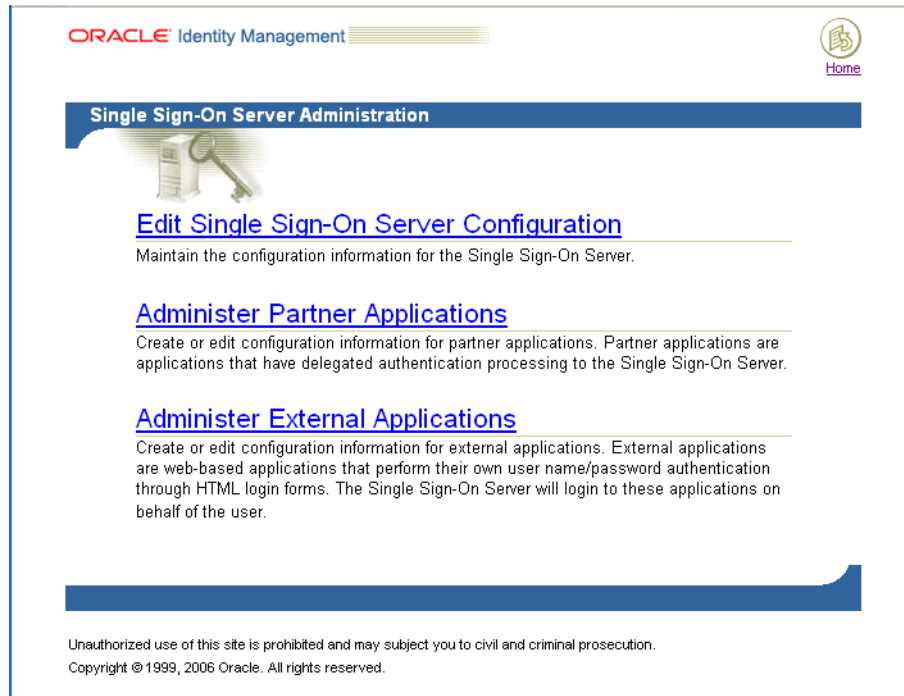 ORACLE Identity Management
Home
Single Sign-On Server Administration
Edit Single Sign-On Server Configuration
Maintain the configuration information for the Single Sign-On Server.
Administer Partner Applications
Create or edit configuration information for partner applications. Partner applications are
applications that have delegated authentication processing to the Single Sign-On Server.
Administer External Applications
Create or edit configuration information for external applications. External applications
are web-based applications that perform their own user name/password authentication
through HTML login forms. The Single Sign-On Server will login to these applications on
behalf of the user.
Unauthorized use of this site is prohibited and may subject you to civil and criminal prosecution.
Copyright © 1999, 2006 Oracle. All rights reserved.